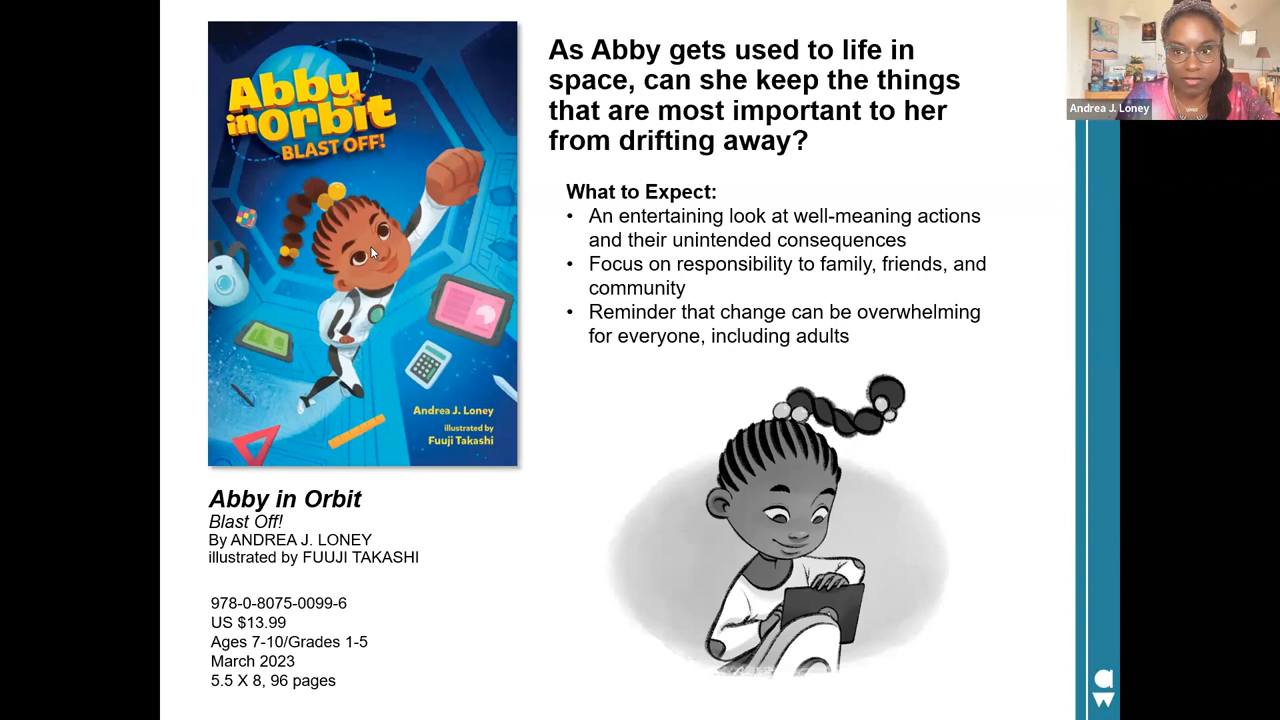 Abby
in Orbit
BLAST OFF!
Andrea J. Loney
illustrated by
Fuuji Takashi
As Abby gets used to life in
space, can she keep the things
that are most important to her
from drifting away?
What to Expect:
• An entertaining look at well-meaning actions
and their unintended consequences
• Focus on responsibility to family, friends, and
community
• Reminder that change can be overwhelming
for everyone, including adults
Abby in Orbit
Blast Off!
By ANDREA J. LONEY
illustrated by FUUJI TAKASHI
978-0-8075-0099-6
US $13.99
Ages 7-10/Grades 1-5
March 2023
5.5 X 8, 96 pages
Andrea J. Loney
aw